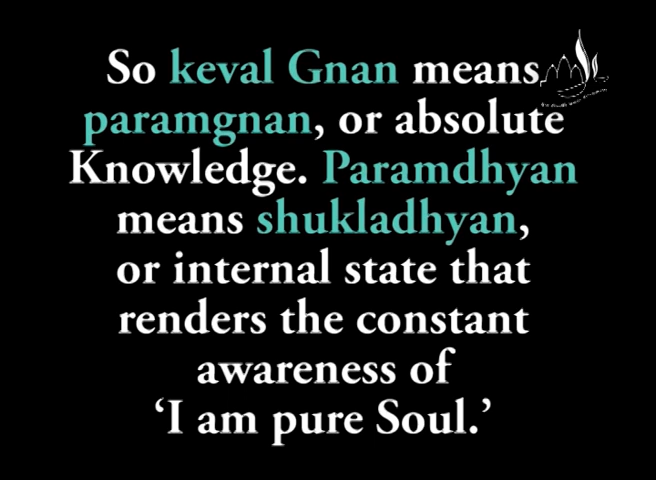 So keval Gnan means
paramgnan, or absolute
Knowledge. Paramdhyan
means shukladhyan,
or internal state that
renders the constant
awareness of
‘I am pure Soul.’